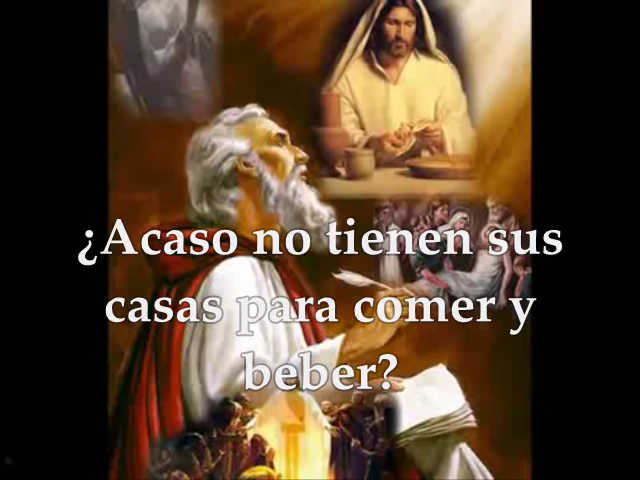 ¿Acaso no tienen sus
casas para comer y
beber?